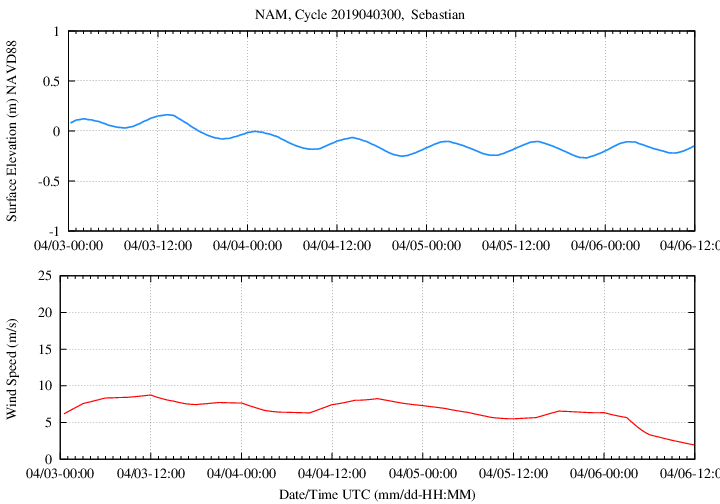 NAM, Cycle 2019040300,  Sebastian
Surface Elevation (m) NAVD88
1
0.5
0
-0.5
-1
04/03-00:00 04/03-12:00 04/04-00:00 04/04-12:00 04/05-00:00 04/05-12:00 04/06-00:00 04/06-12:0
Wind Speed (m/s)
25
20
15
10
5
0
04/03-00:00 04/03-12:00 04/04-00:00 04/04-12:00 04/05-00:00 04/05-12:00 04/06-00:00 04/06-12:0
Date/Time UTC (mm/dd-HH:MM)